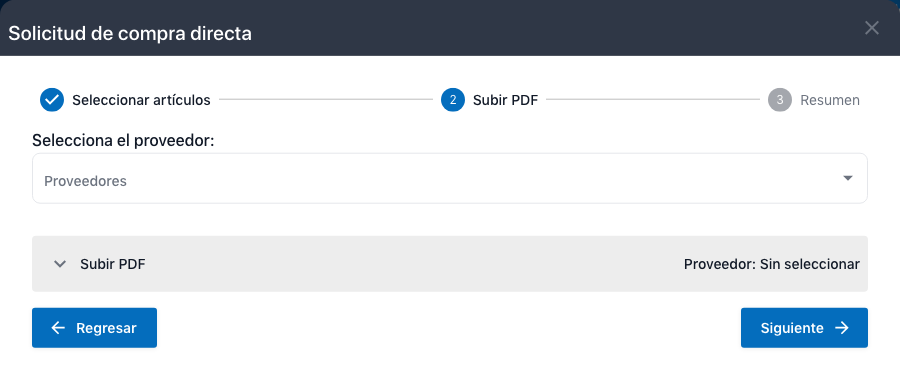 Solicitud de compra directa
Seleccionar artículos
2 Subir PDF
3 Resumen
Selecciona el proveedor:
Proveedores
Subir PDF
Proveedor: Sin seleccionar
Regresar
Siguiente